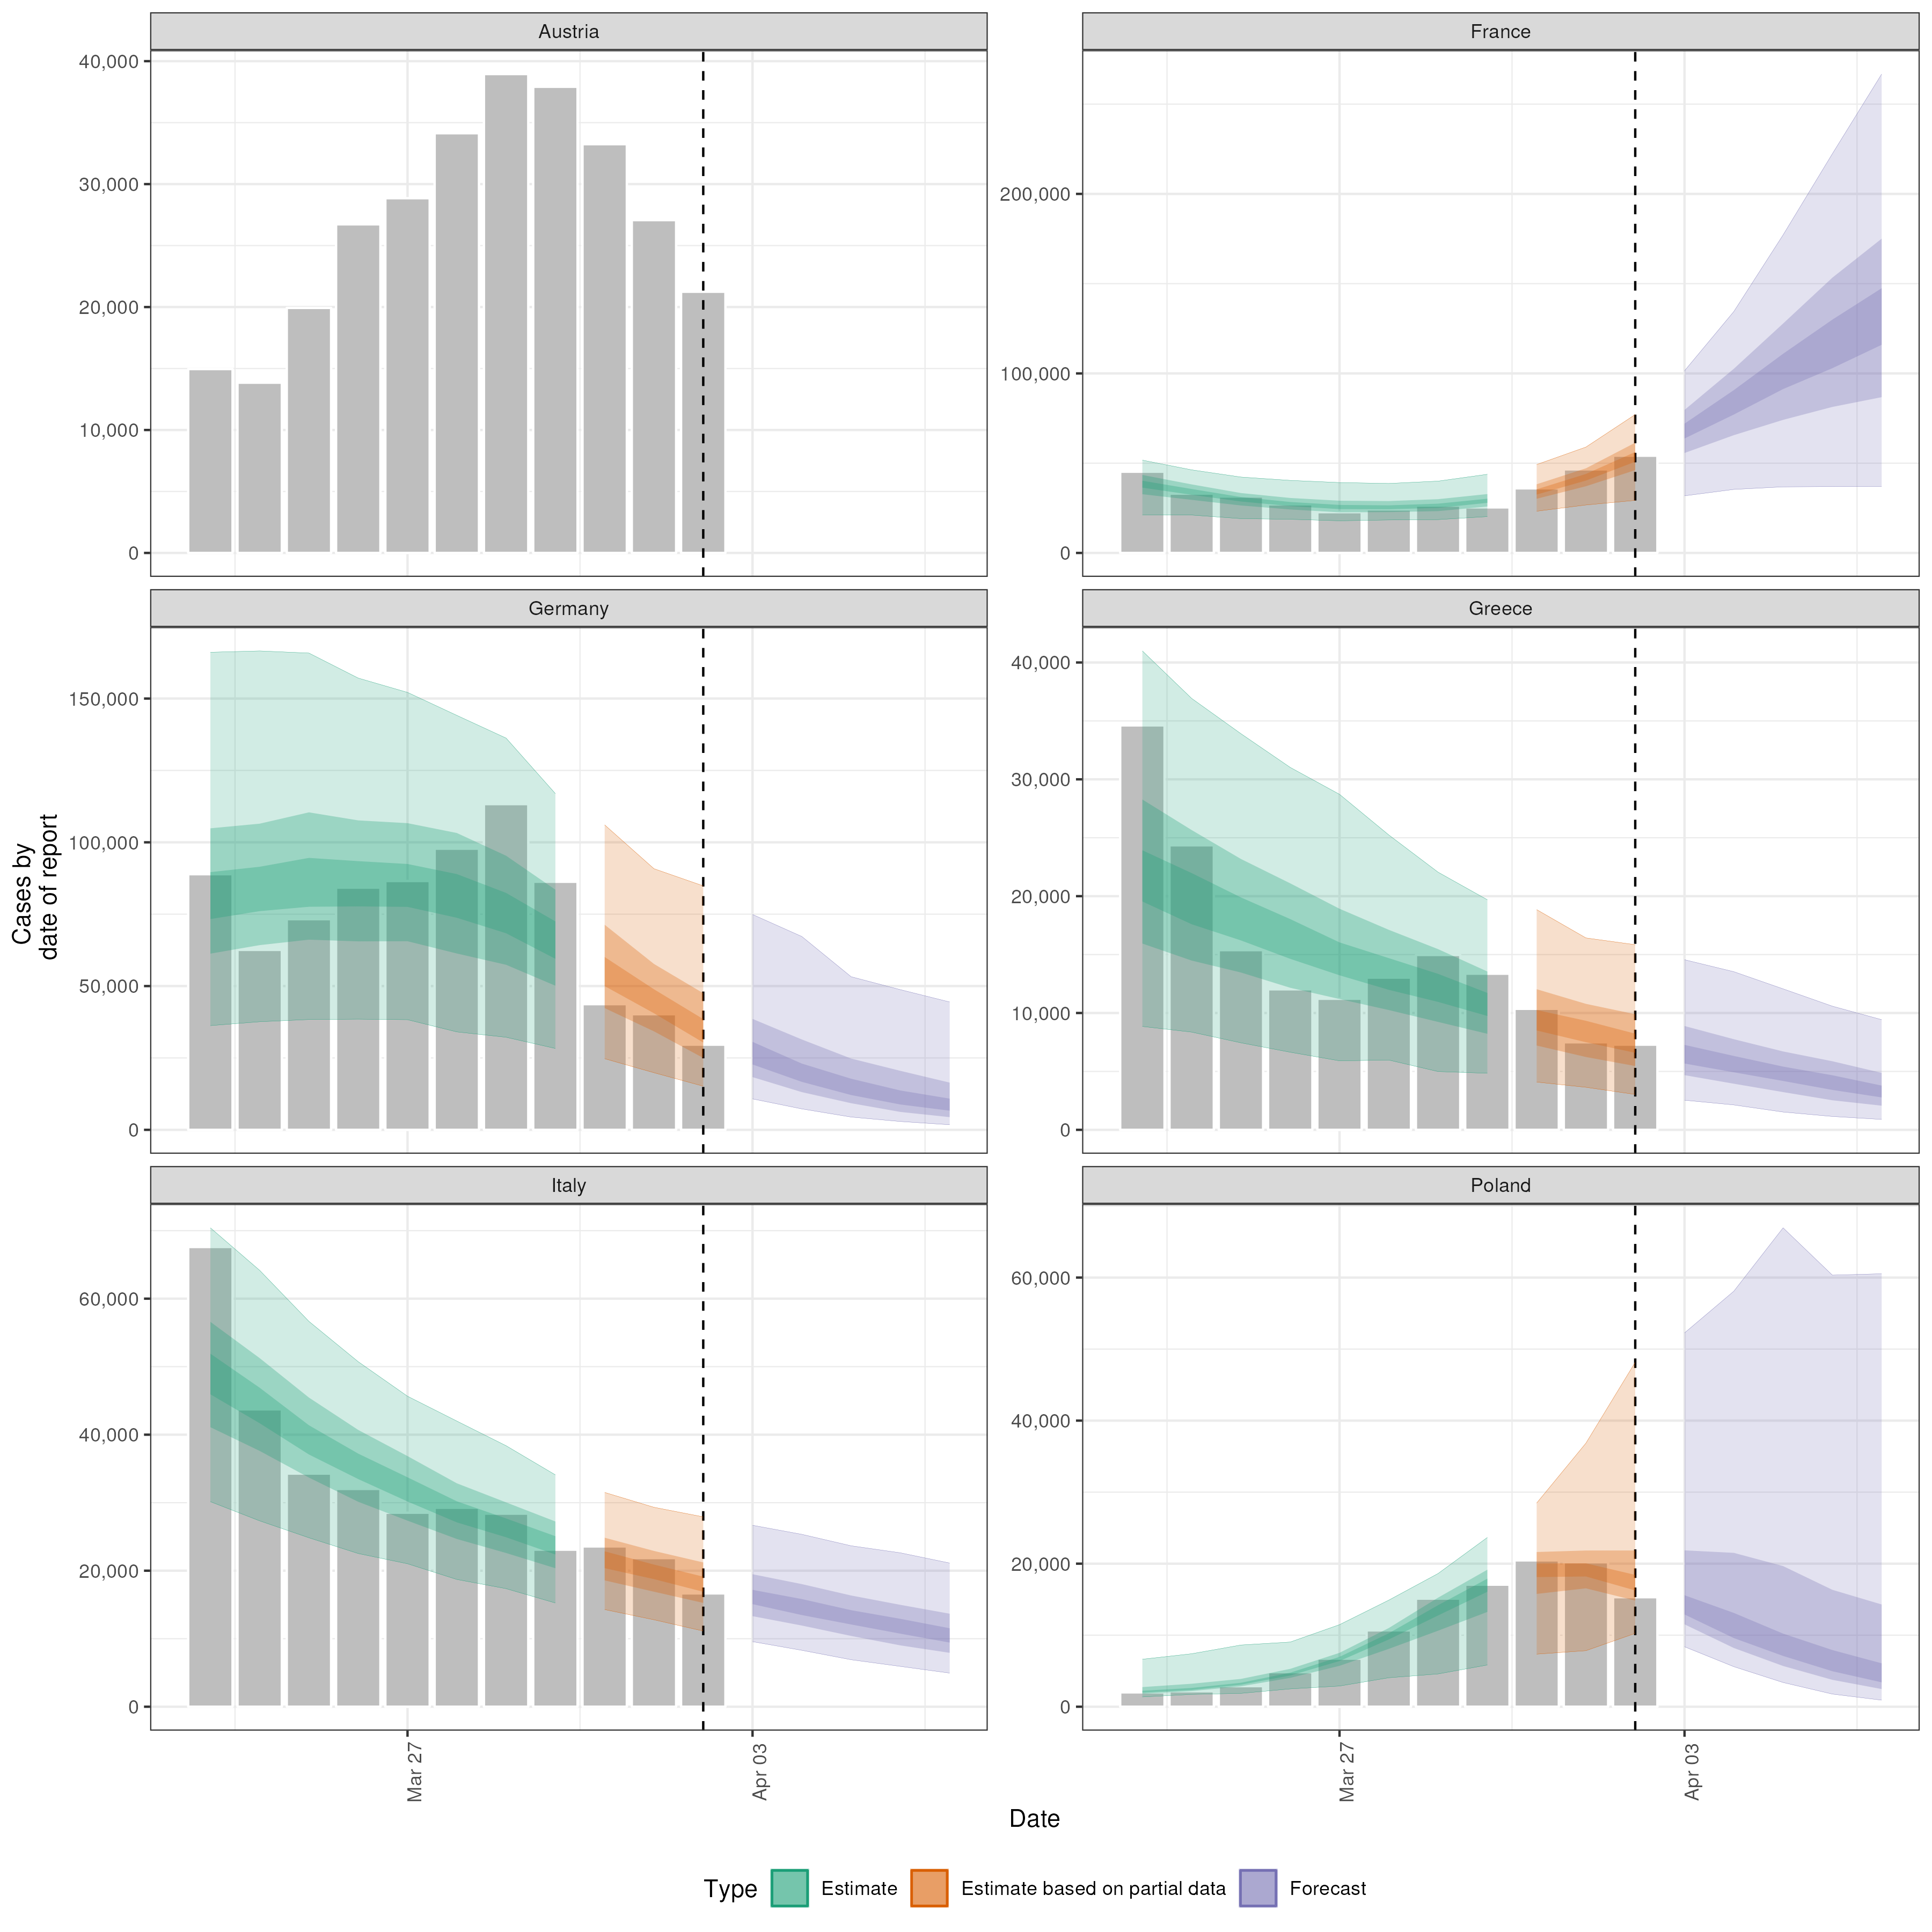 Austria
France
40,000
30,000
20,000
10,000
0
200,000
100,000
0
Germany
Greece
150,000
100,000
50,000
0
40,000
30,000
20,000
10,000
0
Cases by
date of report
Italy
Poland
60,000
40,000
20,000
0
60,000
40,000
20,000
0
Mar 27
Apr 03
Mar 27
Apr 03
Date
Type Estimate Estimate based on partial data Forecast